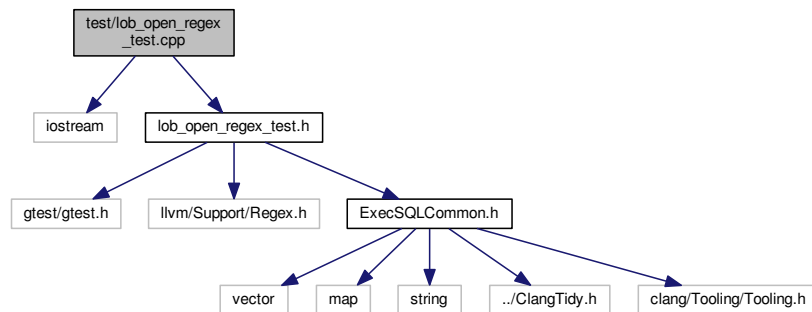 test/lob_open_regex
_test.cpp
iostream
lob_open_regex_test.h
gtest/gtest.h
llvm/Support/Regex.h
ExecSQLCommon.h
vector
map
string
../ClangTidy.h
clang/Tooling/Tooling.h